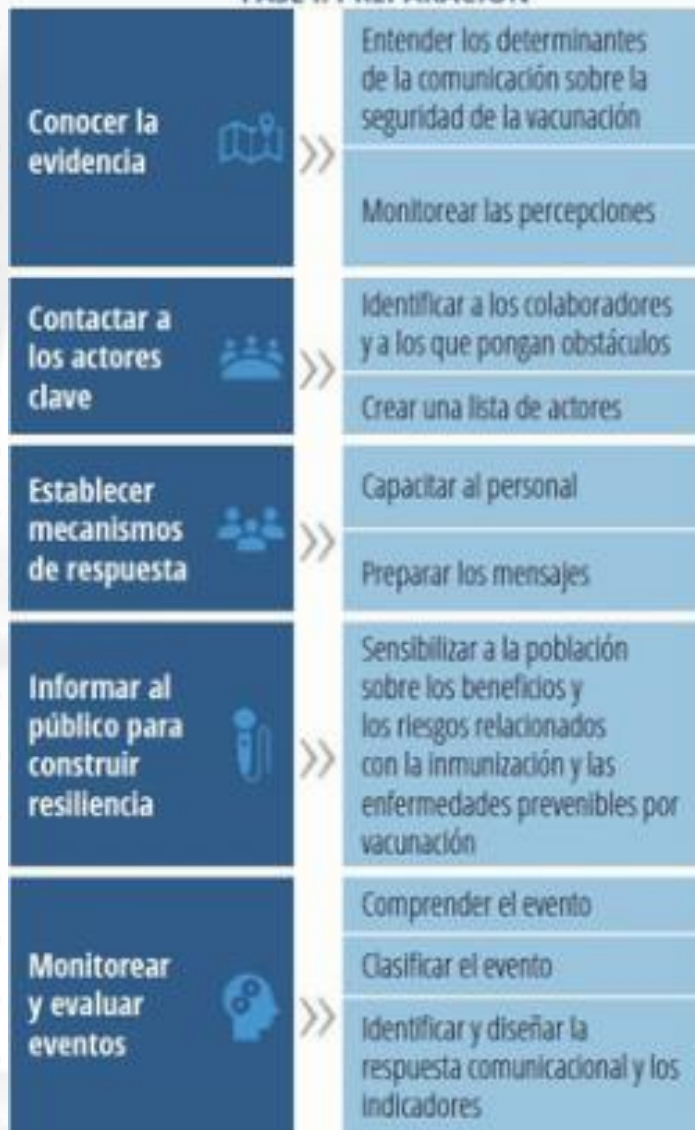 Conocer la
evidencia
Entender los determinantes
de la comunicación sobre la
seguridad de la vacunación
Monitorear las percepciones
Contactar a
los actores
clave
Identificar a los colaboradores
y a los que pongan obstáculos
Crear una lista de actores
Establecer
mecanismos
de respuesta
Capacitar al personal
Preparar los mensajes
Informar al
público para
construir
resiliencia
Sensibilizar a la población
sobre los beneficios y
los riesgos relacionados
con la inmunización y las
enfermedades prevenibles por
vacunación
Monitorear
y evaluar
eventos
Comprender el evento
Clasificar el evento
Identificar y diseñar la
respuesta comunicacional y los
indicadores